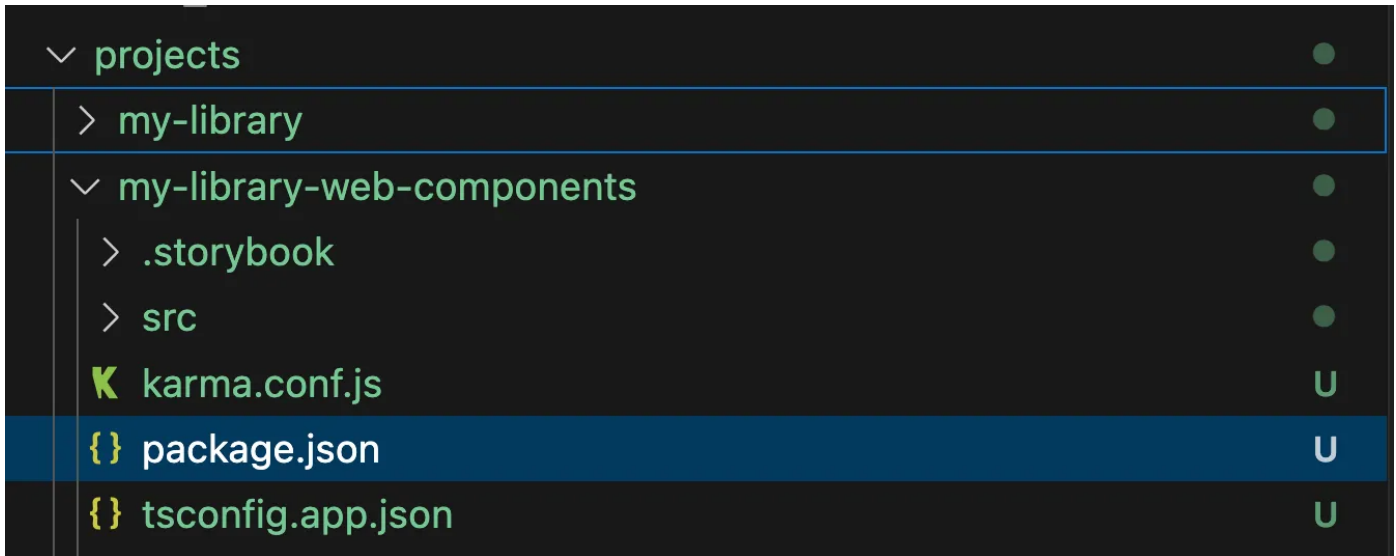 projects
my-library
my-library-web-components
.storybook
src
karma.conf.js U
{} package.json U
{} tsconfig.app.json U